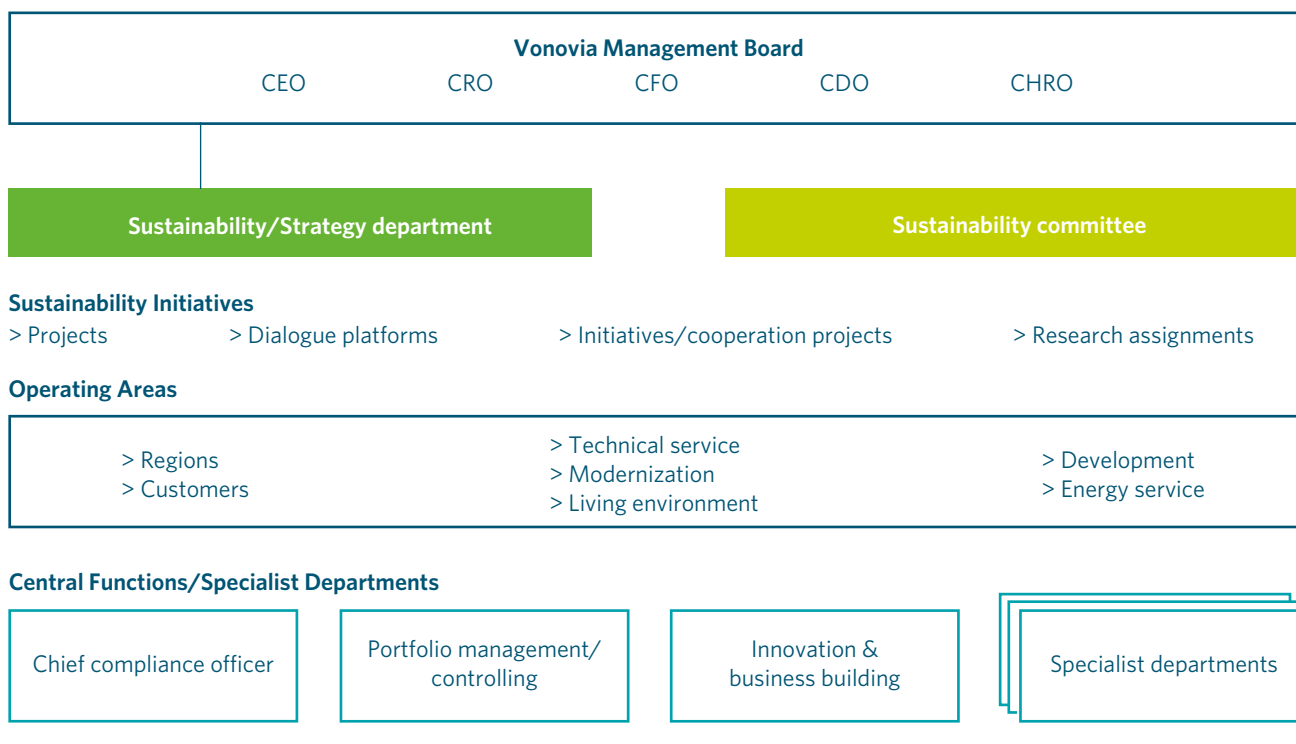 Vonovia Management Board
CEO CRO CFO CDO CHRO
Sustainability/Strategy department
Sustainability committee
Sustainability Initiatives
> Projects > Dialogue platforms > Initiatives/cooperation projects > Research assignments
Operating Areas
> Regions
> Customers
> Technical service
> Modernization
> Living environment
> Development
> Energy service
Central Functions/Specialist Departments
Chief compliance officer
Portfolio management/
controlling
Innovation &
business building
Specialist departments